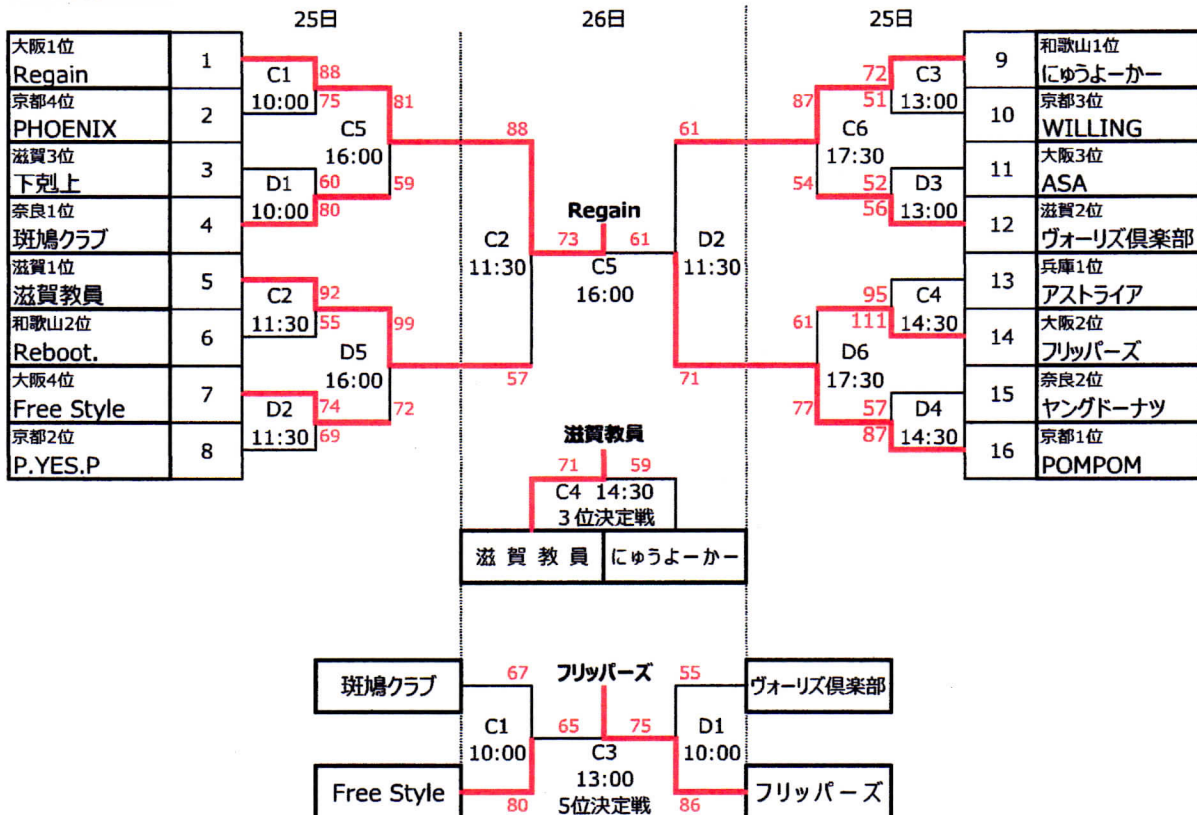 25日 26日 25日
大阪1位
Regain
1
京都4位
PHOENIX
2
滋賀3位
下剋上
3
奈良1位
斑鳩クラブ
4
滋賀1位
滋賀教員
5
和歌山2位
Reboot.
6
大阪4位
Free Style
7
京都2位
P.YES.P
8
C1
10:00
88
75
D1
10:00
60
80
C2
11:30
92
55
D2
11:30
74
69
C5
16:00
81
59
D5
16:00
99
72
C2
11:30
88
57
Regain
73 61
C5
16:00
D2
11:30
61
71
C6
17:30
87
54
D6
17:30
61
77
72
51
C3
13:00
52
56
D3
13:00
95
111
C4
14:30
57
87
D4
14:30
9
和歌山1位
にゅうよーかー
10
京都3位
WILLING
11
大阪3位
ASA
12
滋賀2位
ヴォーリズ倶楽部
13
兵庫1位
アストライア
14
大阪2位
フリッパーズ
15
奈良2位
ヤングドーナツ
16
京都1位
POMPOM
滋賀教員
71 59
C4 14:30
3位決定戦
滋賀教員 にゅうよーかー
斑鳩クラブ
67
フリッパーズ
55
ヴォーリズ倶楽部
C1
10:00
65 75
C3
13:00
5位決定戦
D1
10:00
Free Style
80
86
フリッパーズ